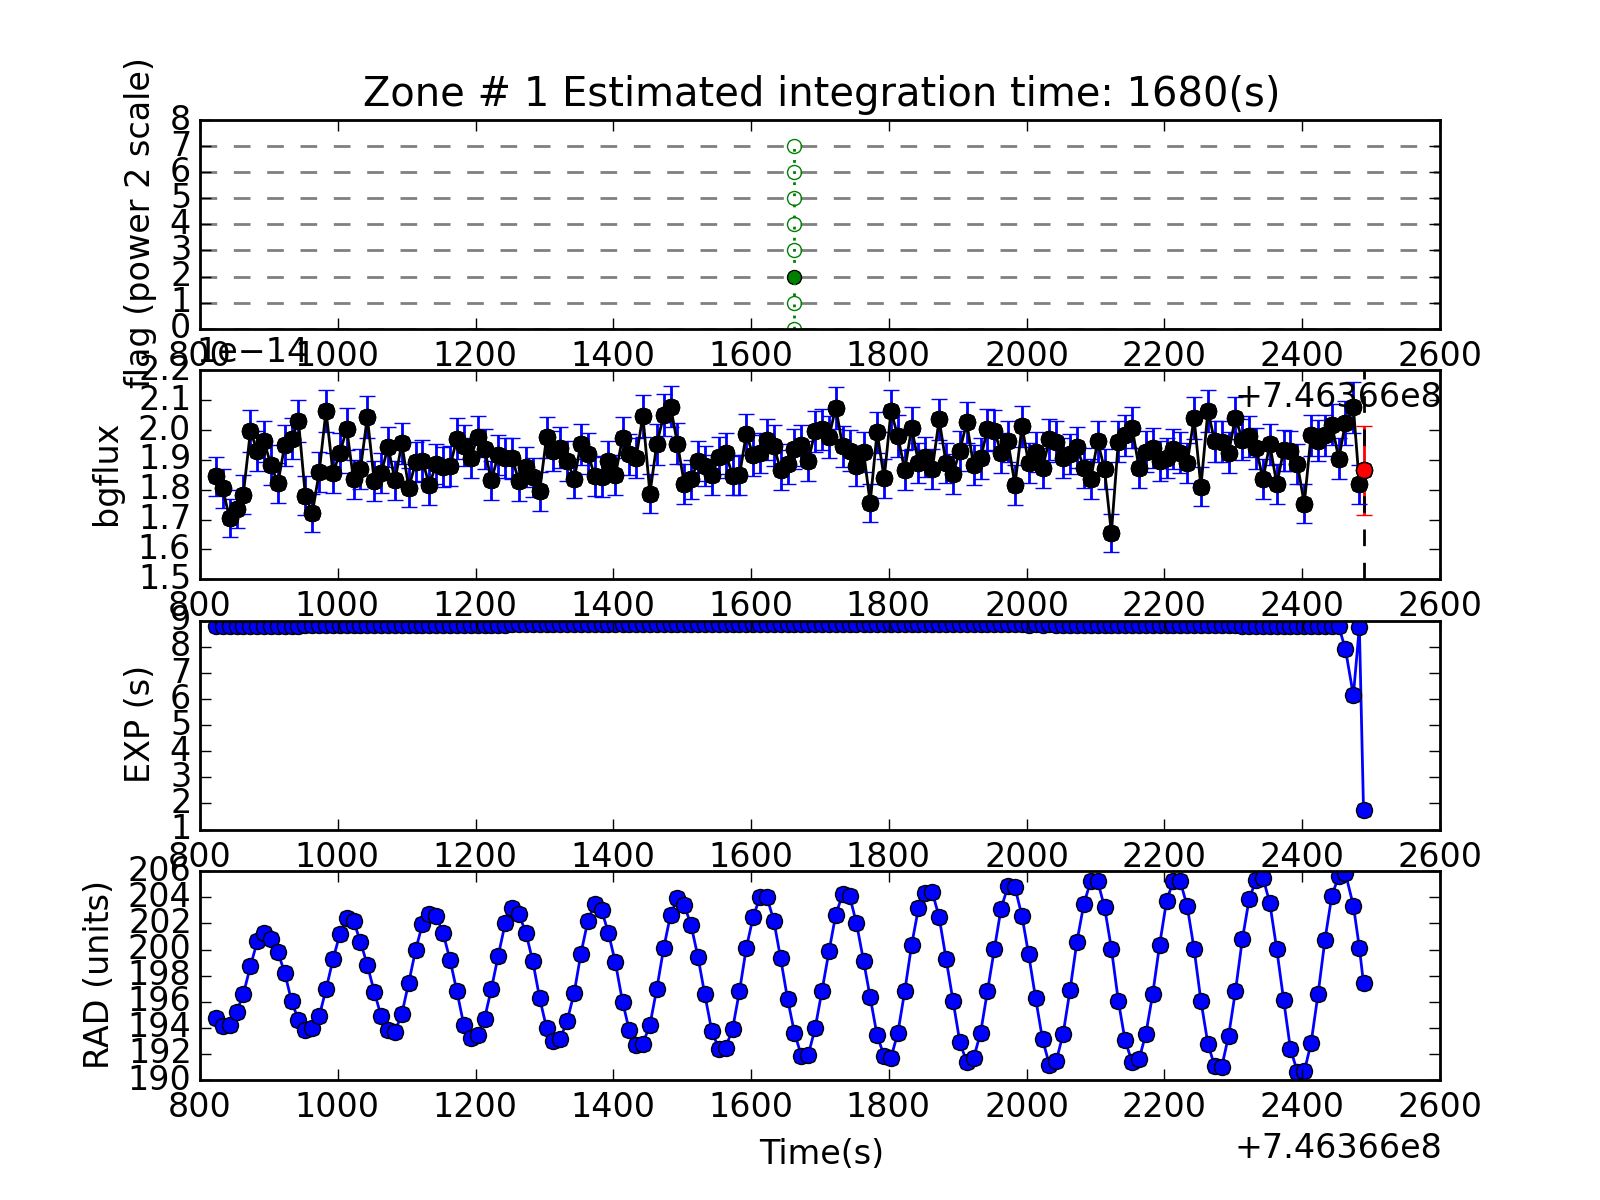 Zone # 1 Estimated integration time: 1680(s)
flag (power 2 scale)
8
7
6
5
4
3
2
1
0
800 1000 1200 1400 1600 1800 2000 2200 2400 2600
+7.46366e8
1e−14
bgflux
2.2
2.1
2.0
1.9
1.8
1.7
1.6
1.5
800 1000 1200 1400 1600 1800 2000 2200 2400 2600
EXP (s)
9
8
7
6
5
4
3
2
1
800 1000 1200 1400 1600 1800 2000 2200 2400 2600
RAD (units)
206
204
202
200
198
196
194
192
190
800 1000 1200 1400 1600 1800 2000 2200 2400 2600
Time(s)
+7.46366e8